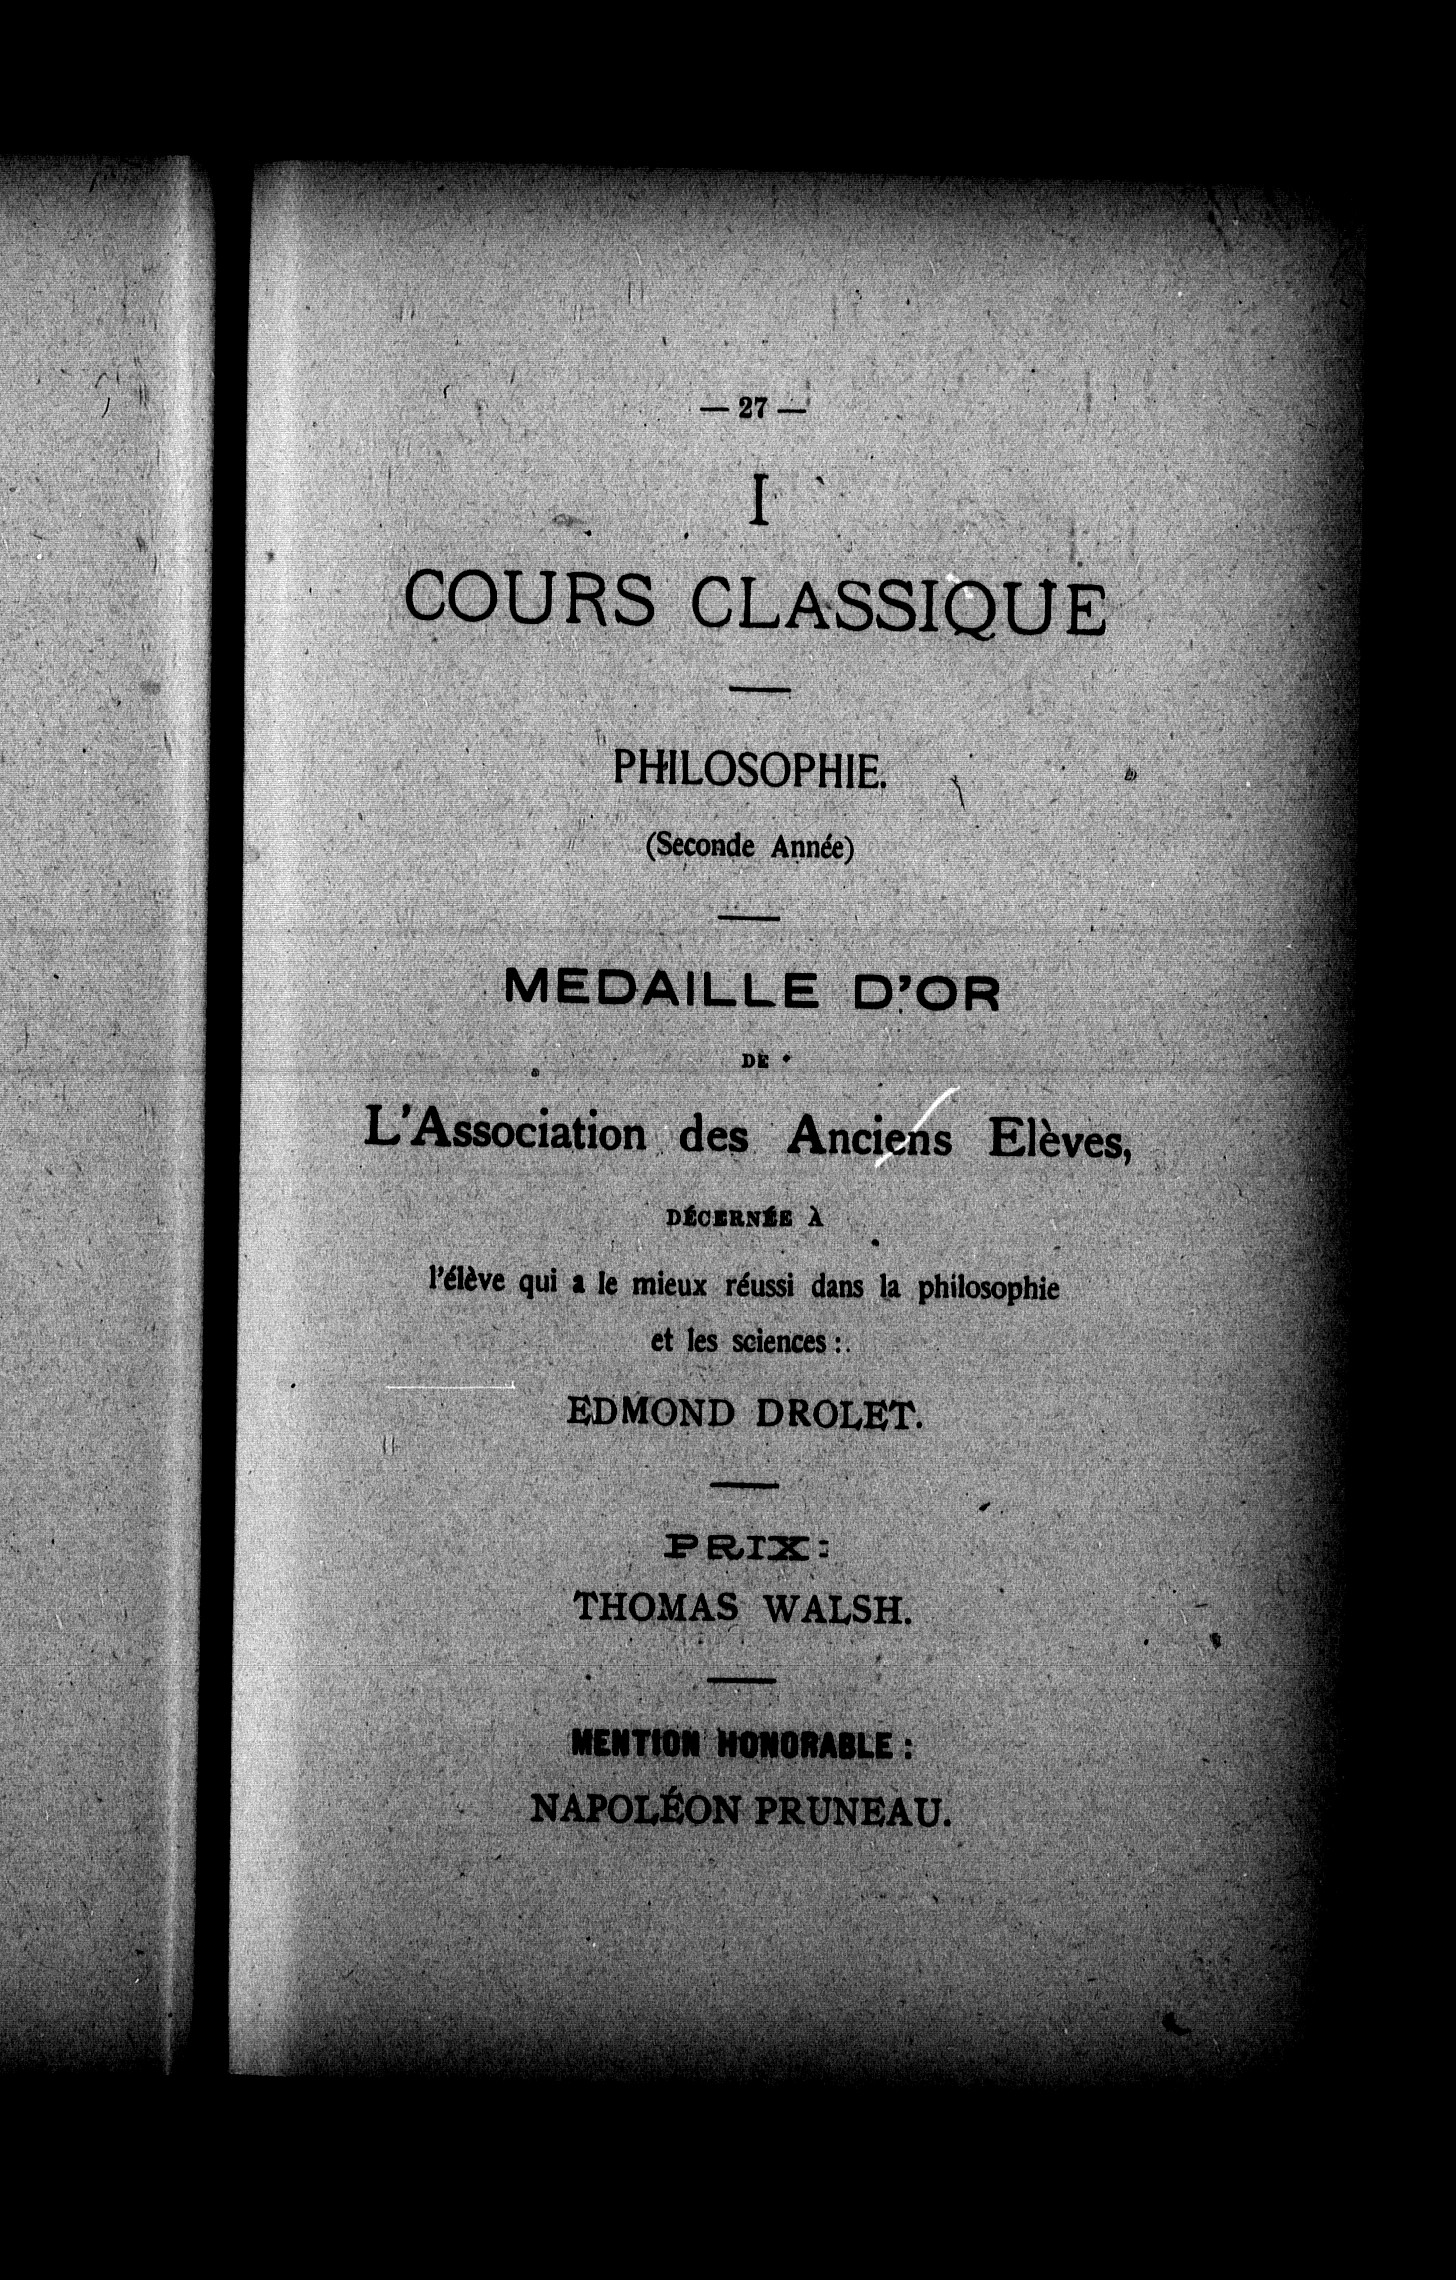 — 27 —
I
COURS CLASSIQUE
PHILOSOPHIE.
(Seconde Année)
MEDAILLE D'OR
DE
L'Association des Anciens Elèves,
DÉCERNÉE À
l'élève qui a le mieux réussi dans la philosophie
et les sciences :
EDMOND DROLET.
PRIX :
THOMAS WALSH.
MENTION HONORABLE :
NAPOLÉON PRUNEAU.